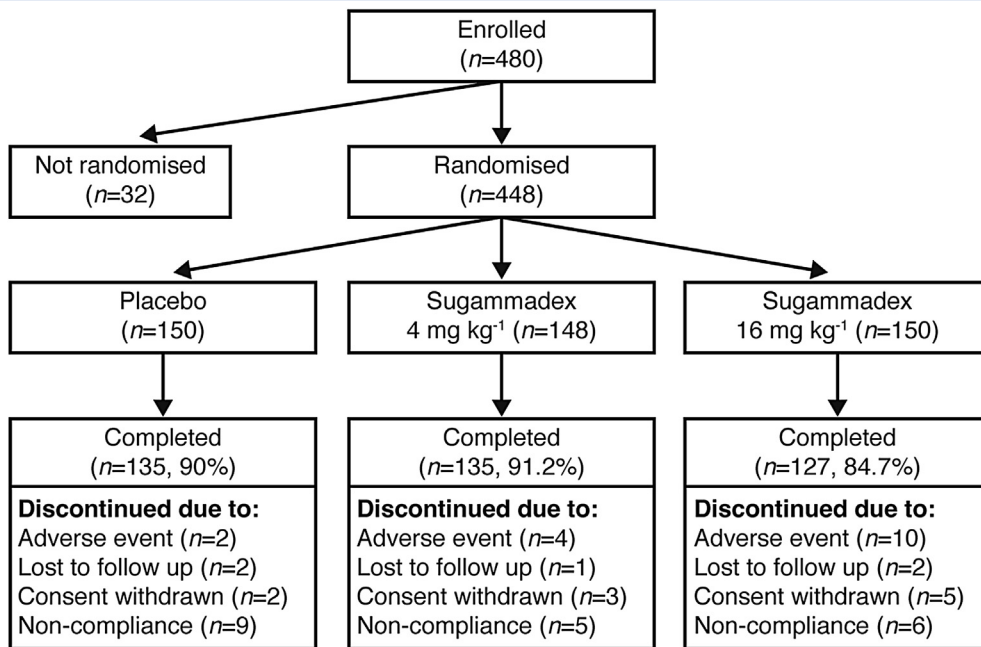 Enrolled
(n=480)
Not randomised
(n=32)
Randomised
(n=448)
Placebo
(n=150)
Sugammadex
4 mg kg⁻¹ (n=148)
Sugammadex
16 mg kg⁻¹ (n=150)
Completed
(n=135, 90%)
Discontinued due to:
Adverse event (n=2)
Lost to follow up (n=2)
Consent withdrawn (n=2)
Non-compliance (n=9)
Completed
(n=135, 91.2%)
Discontinued due to:
Adverse event (n=4)
Lost to follow up (n=1)
Consent withdrawn (n=3)
Non-compliance (n=5)
Completed
(n=127, 84.7%)
Discontinued due to:
Adverse event (n=10)
Lost to follow up (n=2)
Consent withdrawn (n=5)
Non-compliance (n=6)